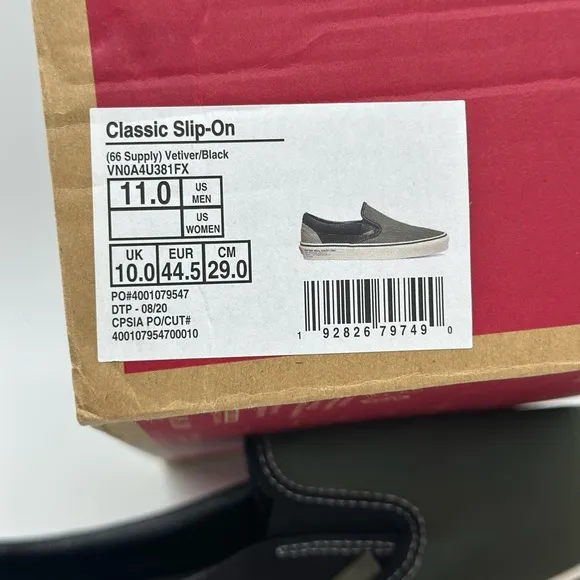 Classic Slip-On
(66 Supply) Vetiver/Black
VN0A4U381FX
11.0 US MEN
US WOMEN
UK EUR CM
10.0 44.5 29.0
PO#4001079547
DTP - 08/20
CPSIA PO/CUT#
400107954700010
1 92826 79749 0